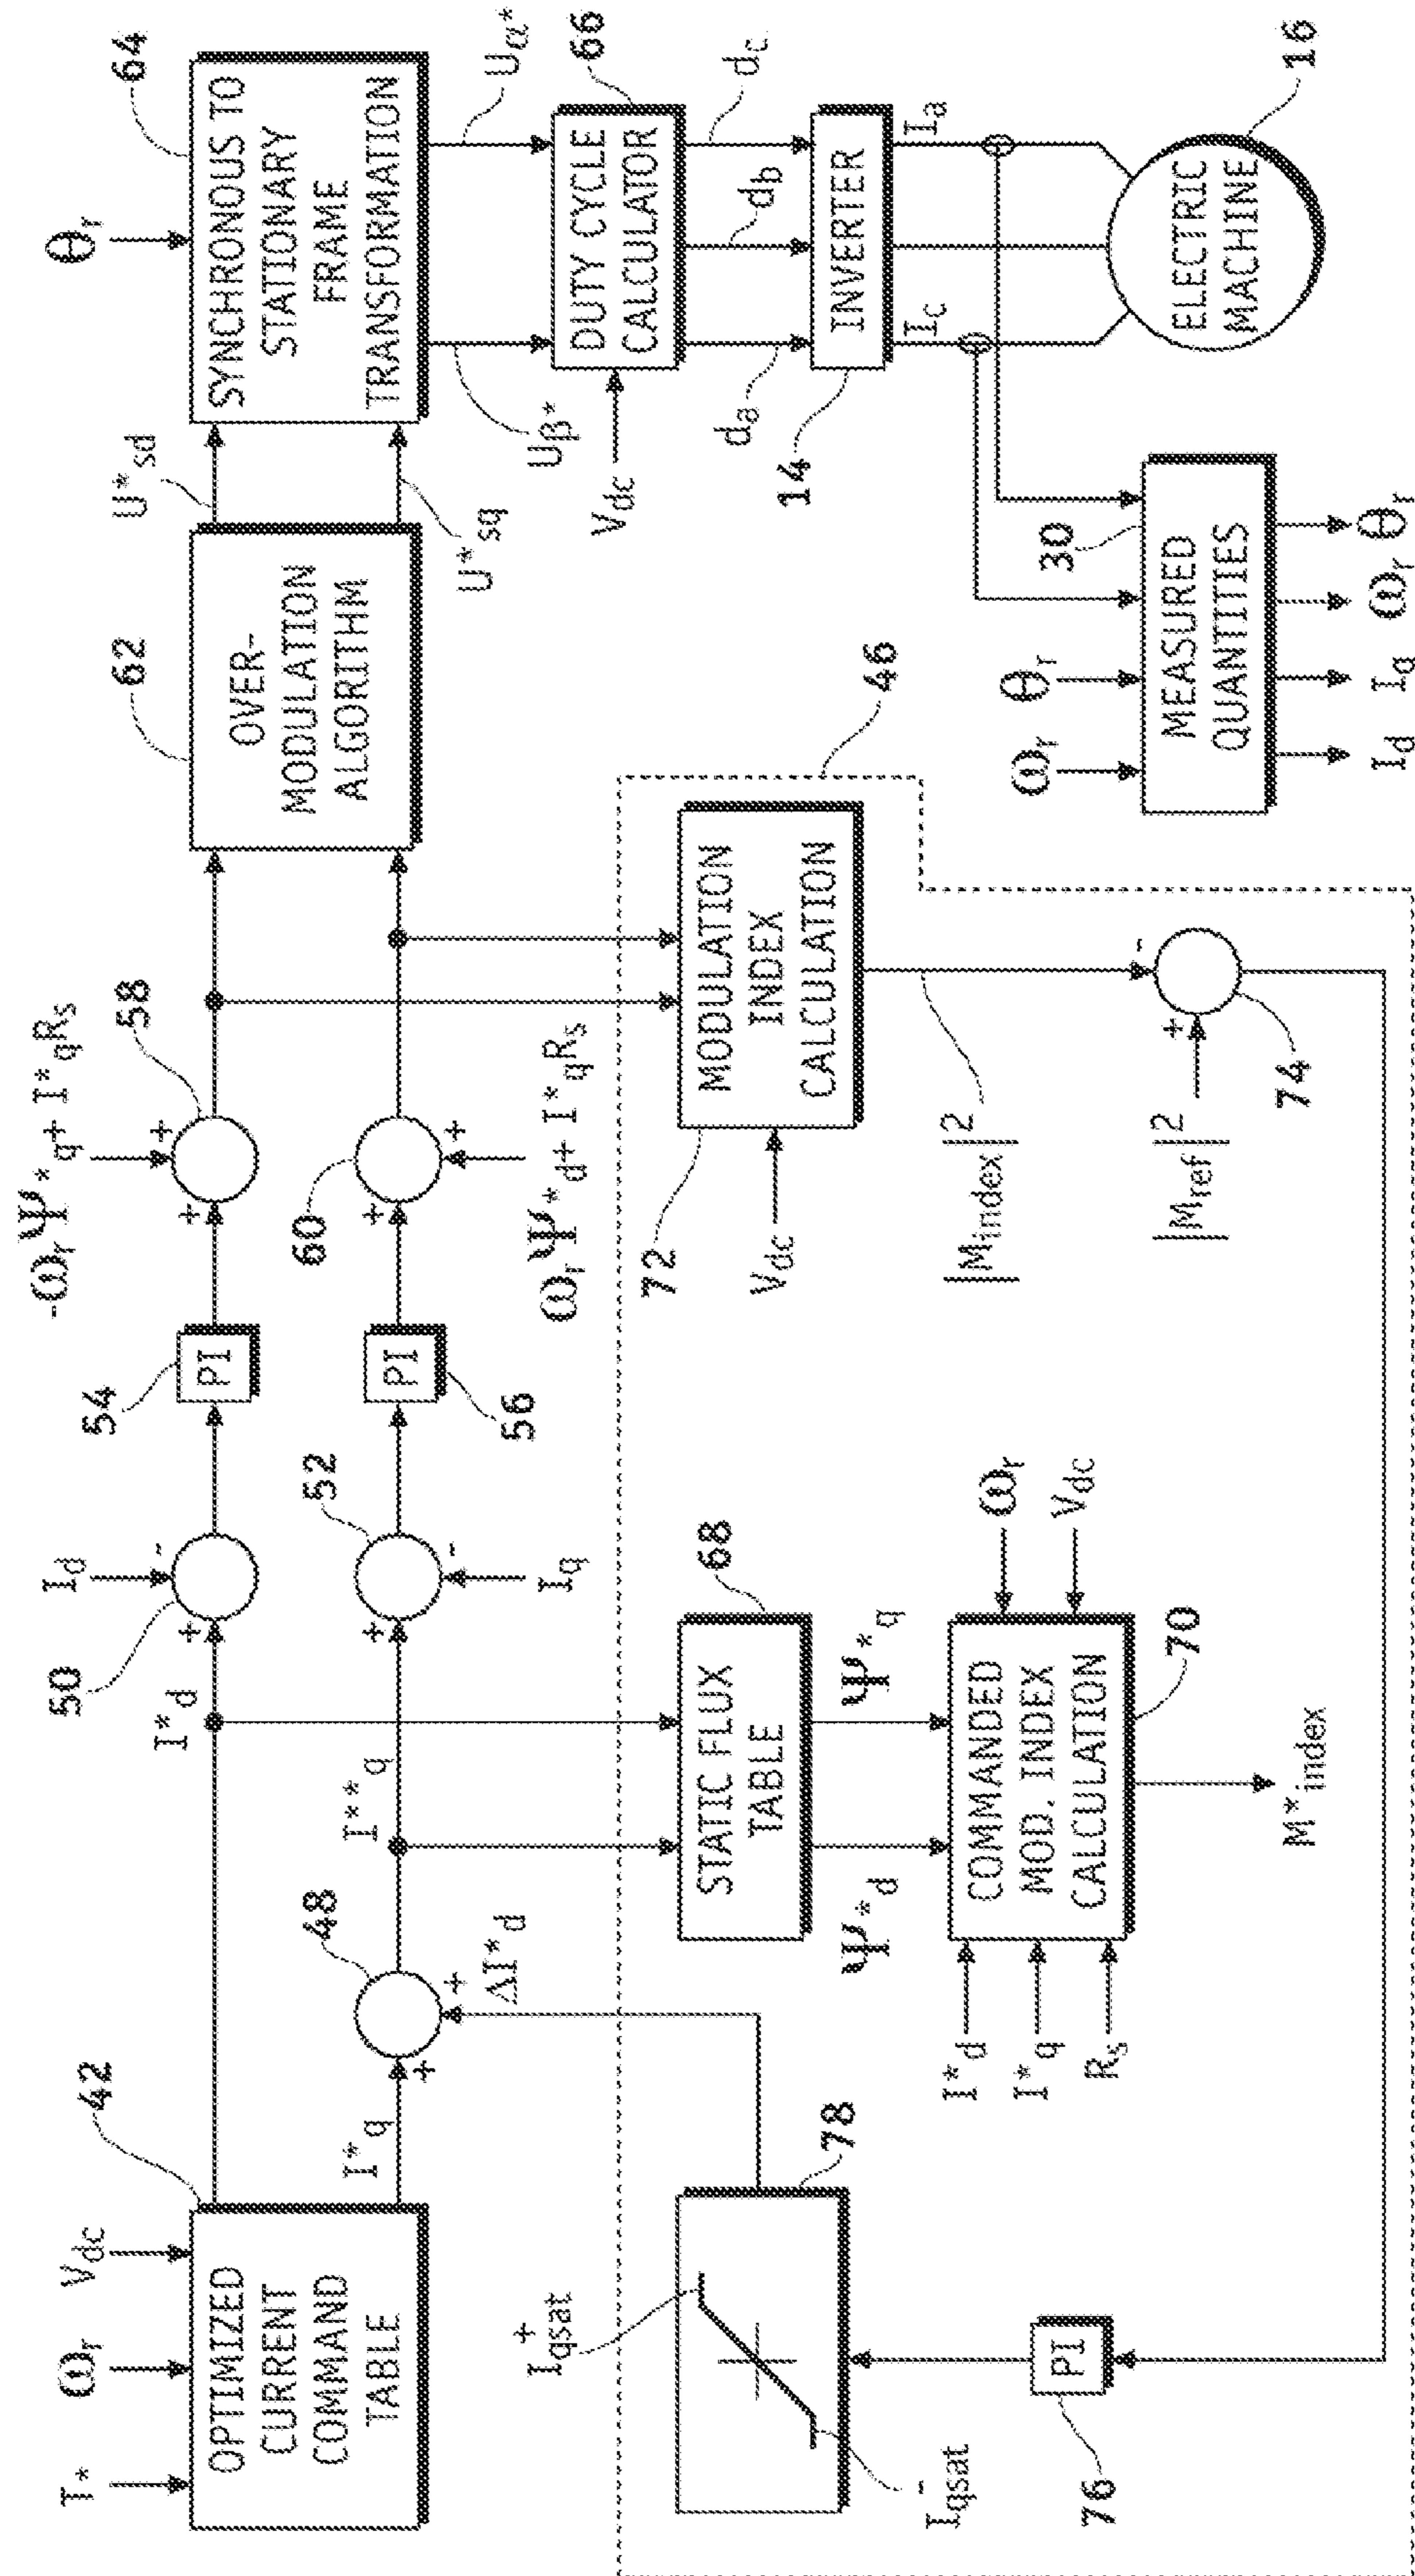 T*
ωr
Vdc
42
OPTIMIZED
CURRENT
COMMAND
TABLE
I*q
48
+
+
ΔI*d
I*d
I**q
50
Id
+
-
52
+
-
Iq
54
PI
PI
56
-ωrΨ*q+ I*qRs
58
+
+
60
+
+
ωrΨ*d+ I*qRs
62
OVER-
MODULATION
ALGORITHM
U*sd
U*sq
θr
64
SYNCHRONOUS TO
STATIONARY
FRAME
TRANSFORMATION
Uβ*
Uα*
66
DUTY CYCLE
CALCULATOR
Vdc
da
db
dc
14
INVERTER
Ic
Ia
ELECTRIC
MACHINE
16
ωr
θr
30
MEASURED
QUANTITIES
Id
Iq
ωr
θr
46
72
MODULATION
INDEX
CALCULATION
Vdc
|Mindex|2
-
+
|Mref|2
74
68
STATIC FLUX
TABLE
Ψ*d
Ψ*q
COMMANDED
MOD. INDEX
CALCULATION
ωr
Vdc
70
I*d
I*q
Rs
M*index
78
I+qsat
I-qsat
PI
76